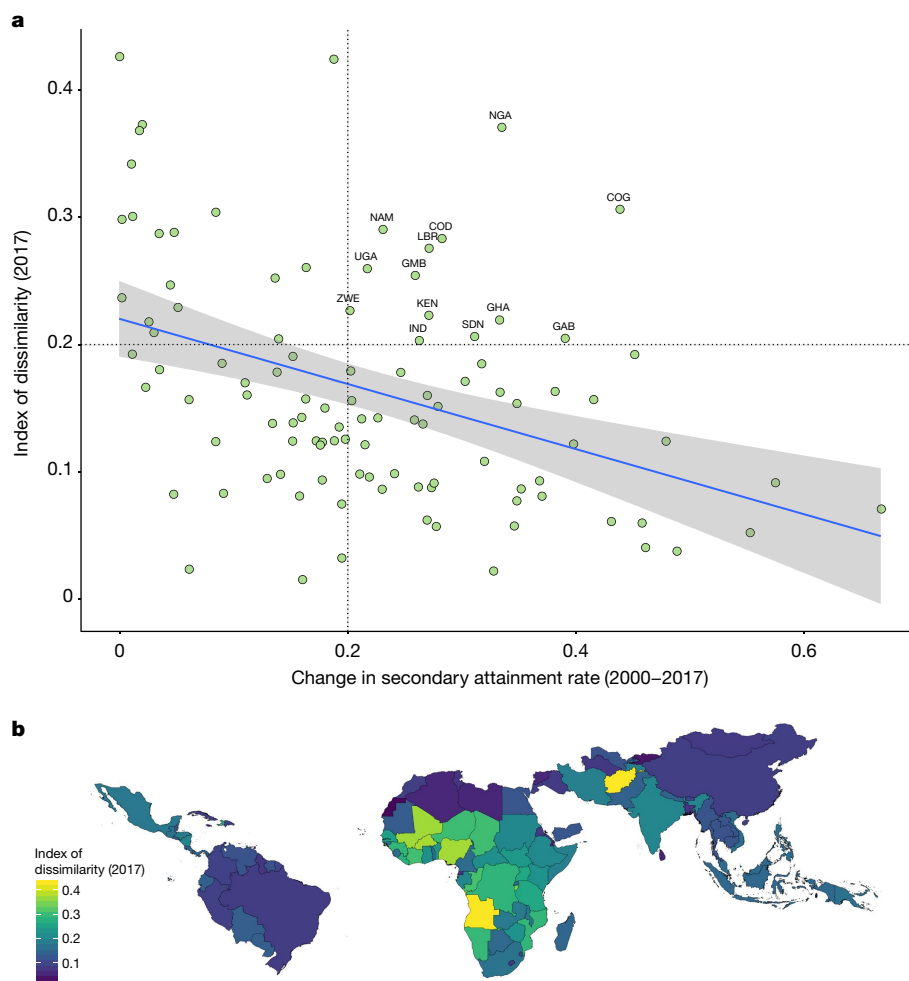 a
0.4
0.3
0.2
0.1
0
Index of dissimilarity (2017)
NGA
COG
NAM
COD
LBR
UGA
GMB
ZWE
KEN
GHA
IND
SDN
GAB
0
0.2
0.4
0.6
Change in secondary attainment rate (2000–2017)
b
Index of
dissimilarity (2017)
0.4
0.3
0.2
0.1